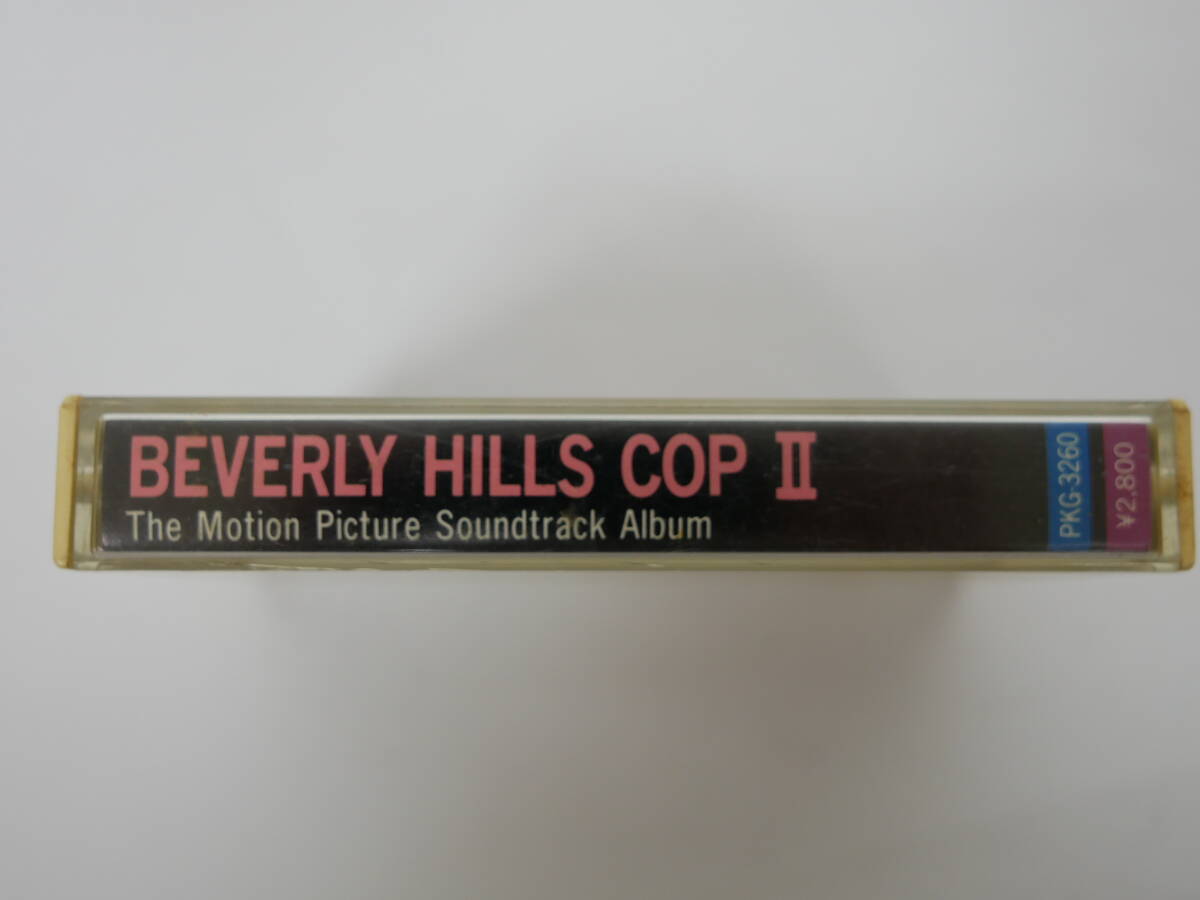 BEVERLY HILLS COP II
The Motion Picture Soundtrack Album
PKG-3260
¥2,800